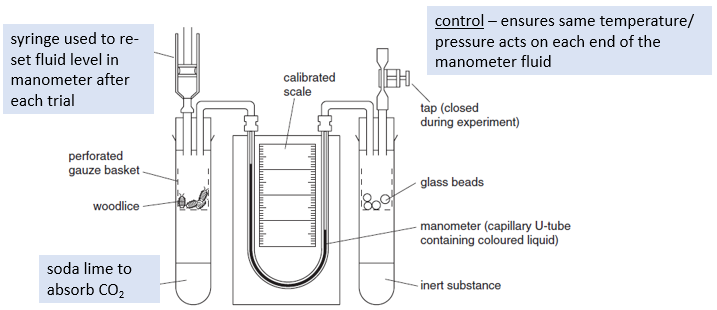 syringe used to re-
set fluid level in
manometer after
each trial
control – ensures same temperature/
pressure acts on each end of the
manometer fluid
calibrated
scale
tap (closed
during experiment)
perforated
gauze basket
glass beads
woodlice
manometer (capillary U-tube
containing coloured liquid)
soda lime to
absorb CO₂
inert substance